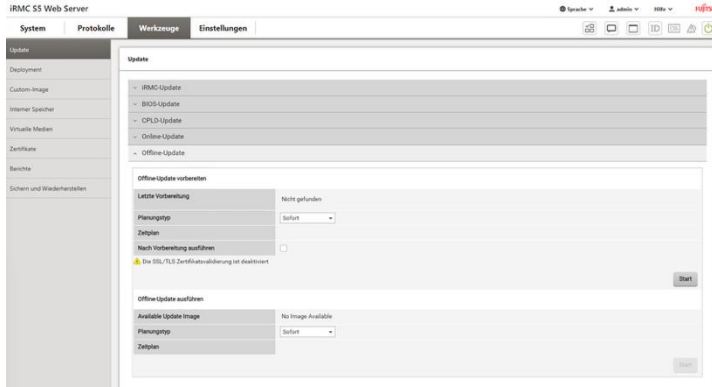 iRMC S5 Web Server
Sprache
admin
Hilfe
System
Protokolle
Werkzeuge
Einstellungen
ID
Update
Deployment
Custom-Image
Interner Speicher
Virtuelle Medien
Zertifikate
Berichte
Sichern und Wiederherstellen
Update
iRMC-Update
BIOS-Update
CPLD-Update
Online-Update
Offline-Update
Offline-Update vorbereiten
Letzte Vorbereitung
Nicht gefunden
Planungstyp
Sofort
Zeitplan
Nach Vorbereitung ausführen
Die SSL/TLS Zertifikatsvalidierung ist deaktiviert
Start
Offline-Update ausführen
Available Update Image
No Image Available
Planungstyp
Sofort
Zeitplan
Start